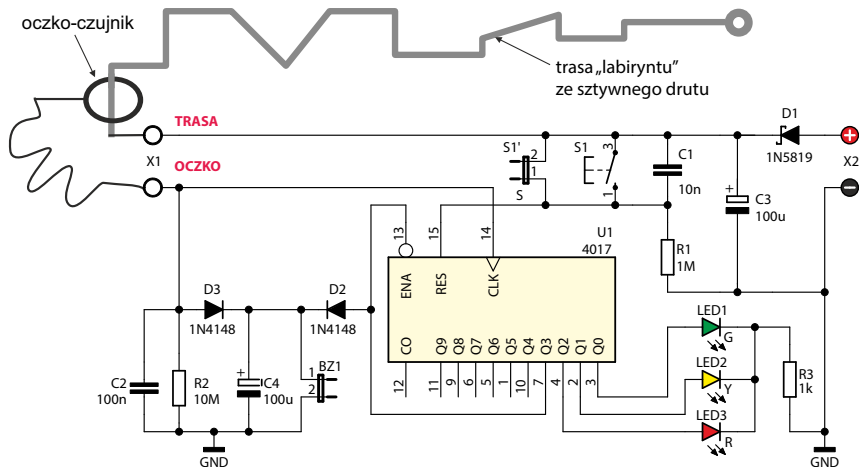 oczko-czujnik
trasa „labiryntu”
ze sztywnego drutu
TRASA
X1
OCZKO
S1'
2
1
S
S1
3
1
C1
10n
D1
1N5819
X2
+
C3
100u
R1
1M
U1
4017
13
15
14
ENA
RES
CLK
CO
Q9
Q8
Q7
Q6
Q5
Q4
Q3
Q2
Q1
Q0
12
11
9
6
5
1
10
7
4
2
3
D3
1N4148
D2
1N4148
C2
100n
R2
10M
+
C4
100u
BZ1
1
2
GND
LED1
G
LED2
Y
LED3
R
R3
1k
GND